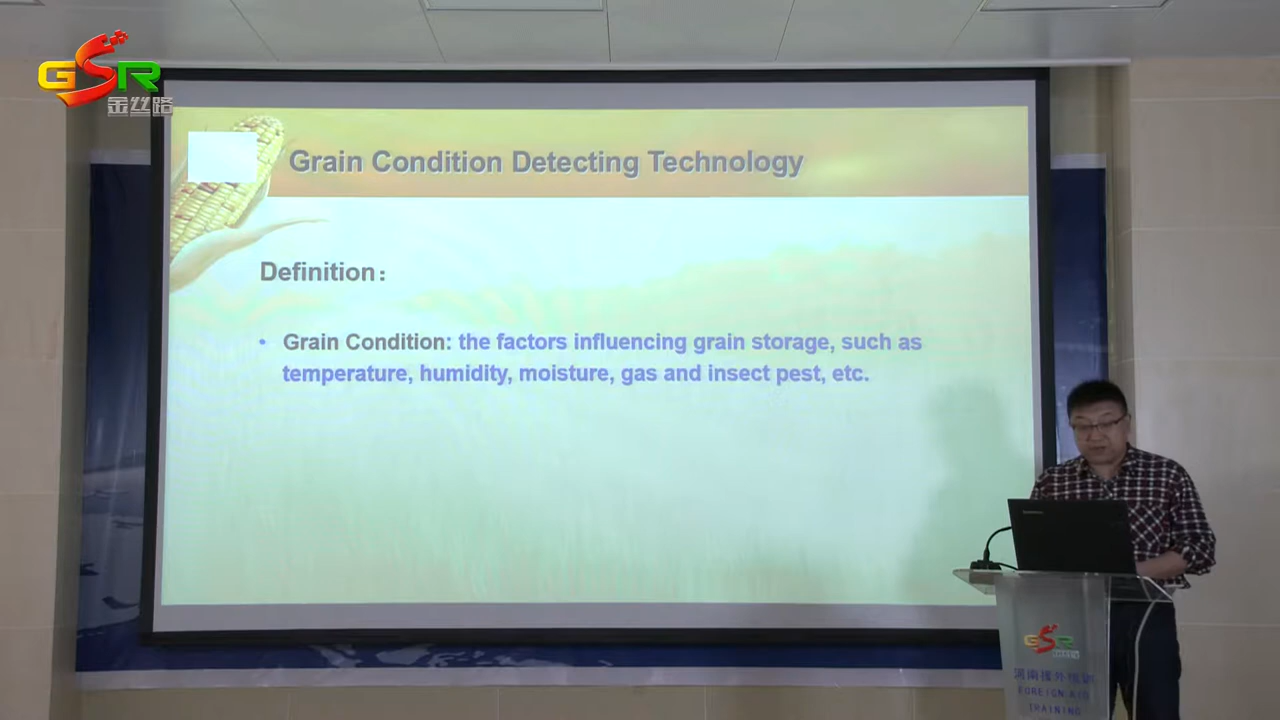 GSR
金丝路
Grain Condition Detecting Technology
Definition：
• Grain Condition: the factors influencing grain storage, such as
temperature, humidity, moisture, gas and insect pest, etc.
GSR
河南援外培训
FOREIGN AID
TRAINING